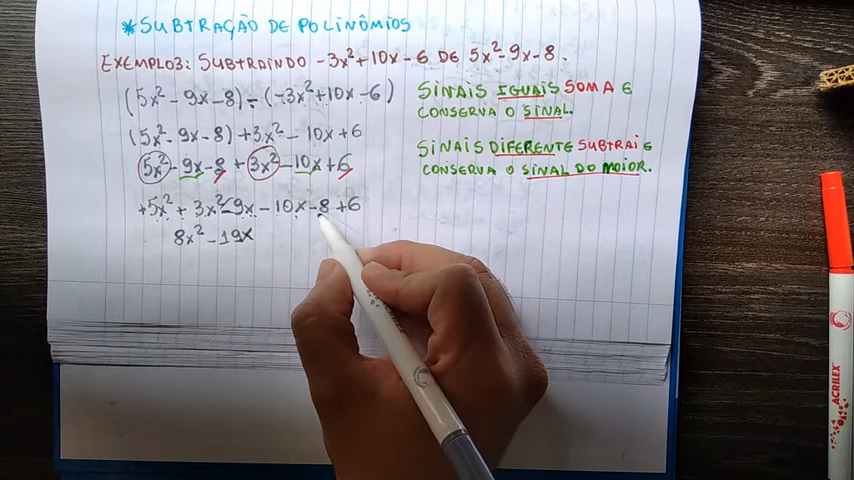 *SUBTRAÇÃO DE POLINÔMIOS
EXEMPLO3: SUBTRAINDO -3x²+10x-6 DE 5x²-9x-8.
(5x²-9x-8)-(-3x²+10x-6)
(5x²-9x-8)+3x²-10x+6
5x²-9x-8+3x²-10x+6
+5x²+3x²-9x-10x-8+6
8x²-19x
SINAIS IGUAIS SOMA E
CONSERVA O SINAL.
SINAIS DIFERENTE SUBTRAI E
CONSERVA O SINAL DO MAIOR.
ACRILEX